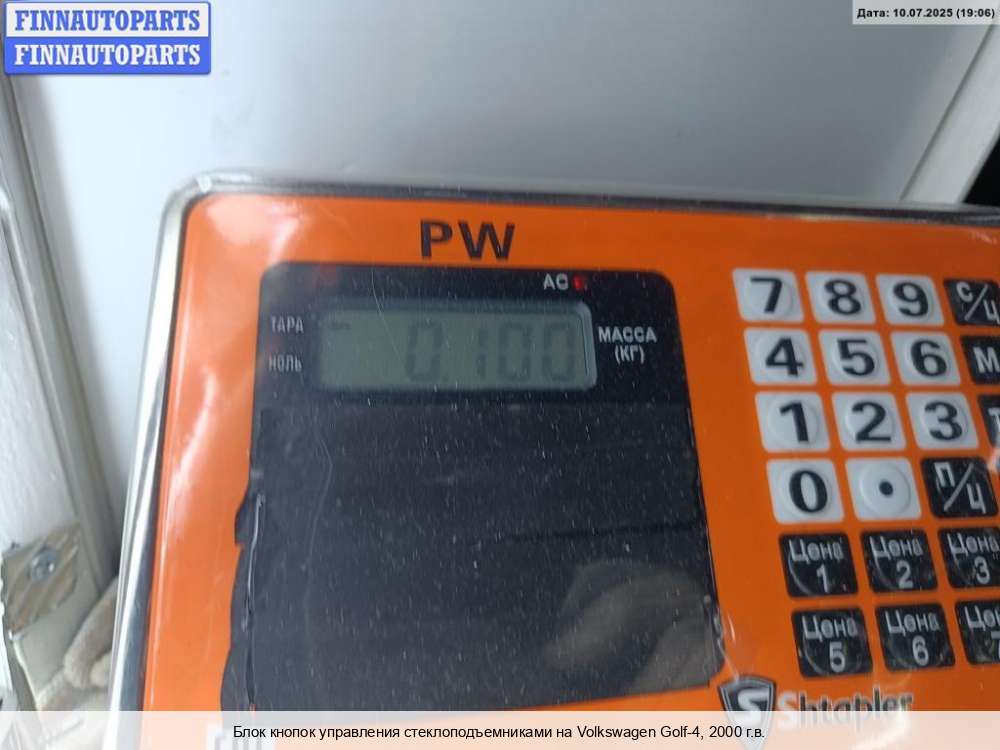 FINNAUTOPARTS
FINNAUTOPARTS
Дата: 10.07.2025 (19:06)
PW
AC
ТАРА
НОЛЬ
0.100
МАССА
(КГ)
7 8 9 С/Ц
4 5 6 М
1 2 3
0 . П/Ц
Цена 1 Цена 2 Цена 3
Цена 5 Цена 6
Shtapler
Блок кнопок управления стеклоподъемниками на Volkswagen Golf-4, 2000 г.в.